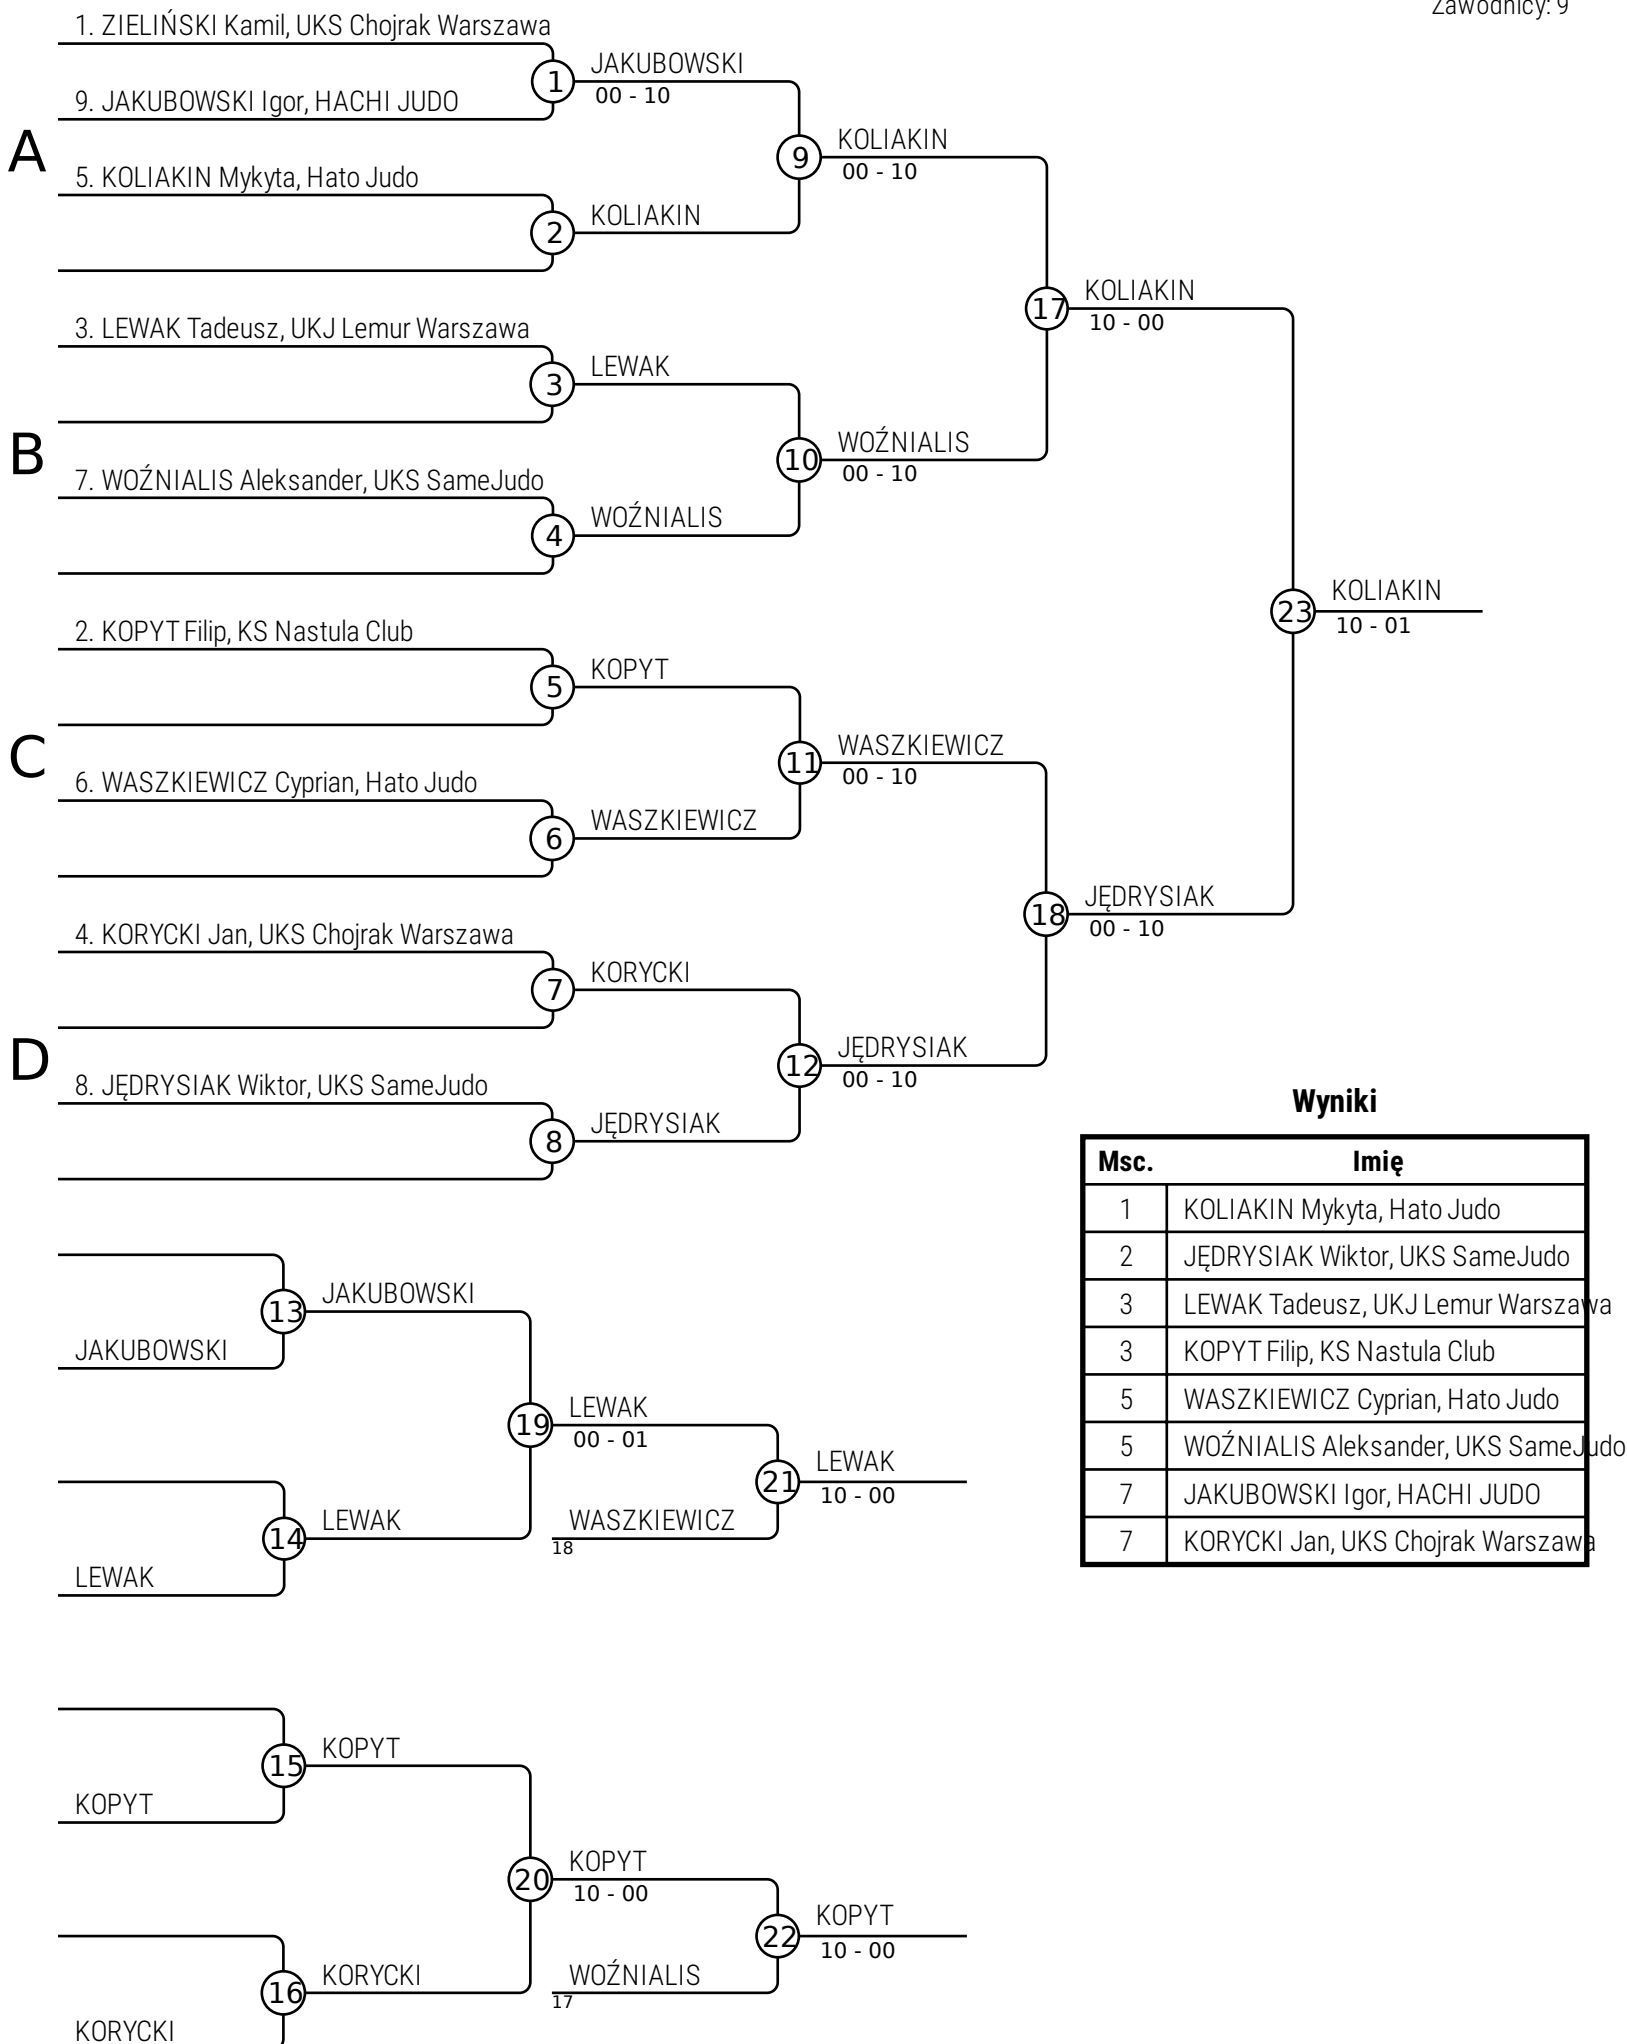 Zawodnicy: 9
1. ZIELIŃSKI Kamil, UKS Chojrak Warszawa
1
JAKUBOWSKI
00 - 10
9. JAKUBOWSKI Igor, HACHI JUDO
A
9
KOLIAKIN
00 - 10
5. KOLIAKIN Mykyta, Hato Judo
2
KOLIAKIN
17
KOLIAKIN
10 - 00
3. LEWAK Tadeusz, UKJ Lemur Warszawa
3
LEWAK
B
10
WOŹNIALIS
00 - 10
7. WOŹNIALIS Aleksander, UKS SameJudo
4
WOŹNIALIS
23
KOLIAKIN
10 - 01
2. KOPYT Filip, KS Nastula Club
5
KOPYT
C
11
WASZKIEWICZ
00 - 10
6. WASZKIEWICZ Cyprian, Hato Judo
6
WASZKIEWICZ
18
JĘDRYSIAK
00 - 10
4. KORYCKI Jan, UKS Chojrak Warszawa
7
KORYCKI
D
12
JĘDRYSIAK
00 - 10
8. JĘDRYSIAK Wiktor, UKS SameJudo
8
JĘDRYSIAK
Wyniki
Msc. Imię
1 KOLIAKIN Mykyta, Hato Judo
2 JĘDRYSIAK Wiktor, UKS SameJudo
3 LEWAK Tadeusz, UKJ Lemur Warszawa
3 KOPYT Filip, KS Nastula Club
5 WASZKIEWICZ Cyprian, Hato Judo
5 WOŹNIALIS Aleksander, UKS SameJudo
7 JAKUBOWSKI Igor, HACHI JUDO
7 KORYCKI Jan, UKS Chojrak Warszawa
13
JAKUBOWSKI
JAKUBOWSKI
19
LEWAK
00 - 01
21
LEWAK
10 - 00
14
LEWAK
WASZKIEWICZ
18
LEWAK
15
KOPYT
KOPYT
20
KOPYT
10 - 00
22
KOPYT
10 - 00
16
KORYCKI
WOŹNIALIS
17
KORYCKI